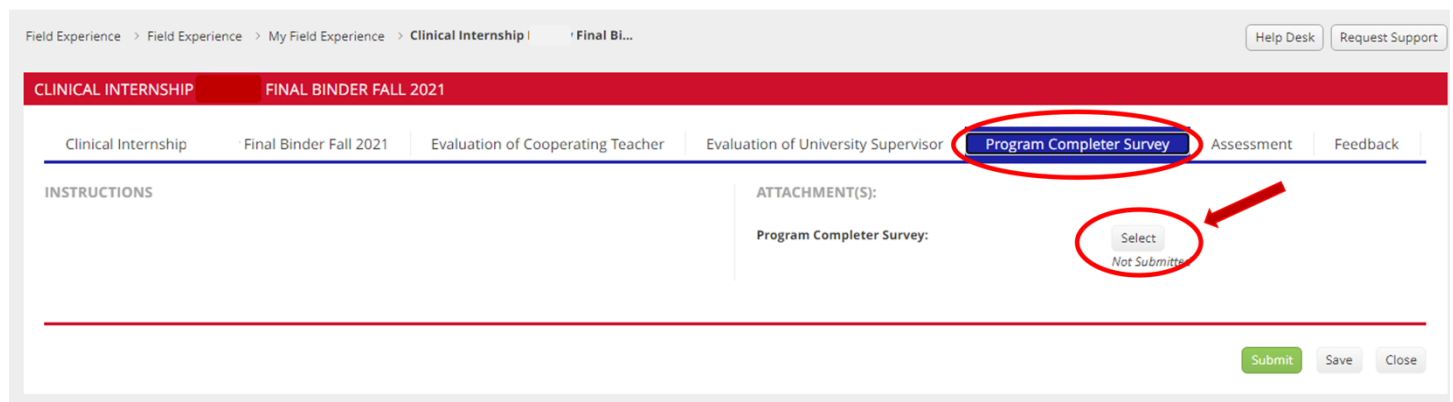 Field Experience > Field Experience > My Field Experience > Clinical Internship Final Bi...
Help Desk Request Support
CLINICAL INTERNSHIP FINAL BINDER FALL 2021
Clinical Internship Final Binder Fall 2021 Evaluation of Cooperating Teacher Evaluation of University Supervisor Program Completer Survey Assessment Feedback
INSTRUCTIONS ATTACHMENT(S):
Program Completer Survey: Select
Not Submitted
Submit Save Close